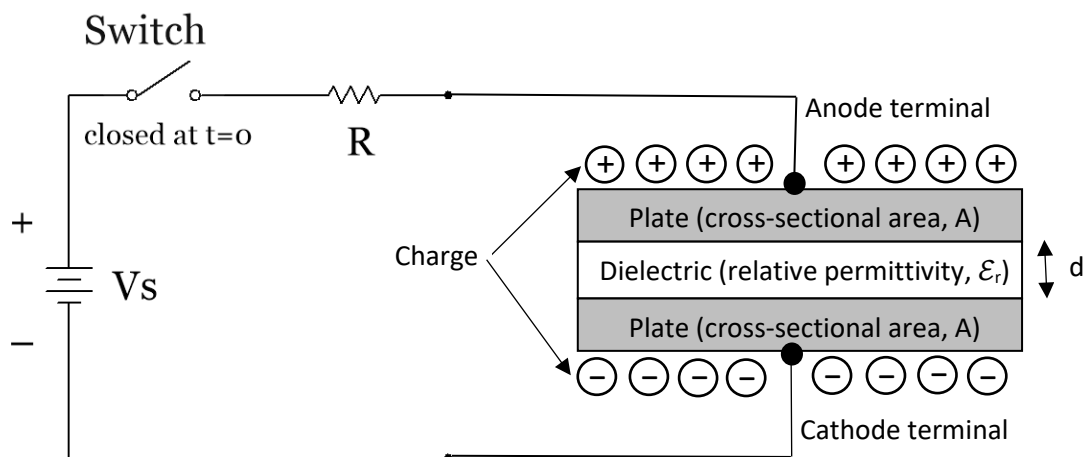 Switch
closed at t=0
R
Anode terminal
+ + + + + + + +
Plate (cross-sectional area, A)
+
Charge
Dielectric (relative permittivity, Ɛr)
d
Vs
−
Plate (cross-sectional area, A)
− − − − − − − −
Cathode terminal